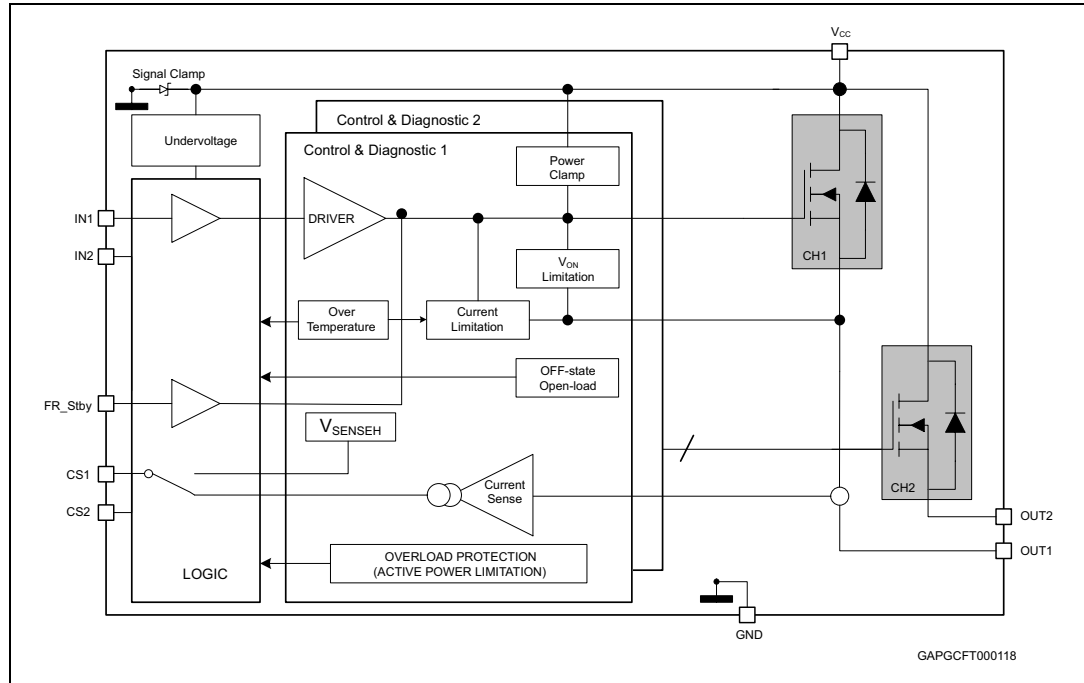 VCC
Signal Clamp
Undervoltage
Control & Diagnostic 2
Control & Diagnostic 1
Power
Clamp
IN1
DRIVER
IN2
VON
Limitation
CH1
Over
Temperature
Current
Limitation
OFF-state
Open-load
FR_Stby
VSENSEH
CS1
Current
Sense
CH2
CS2
OUT2
OVERLOAD PROTECTION
(ACTIVE POWER LIMITATION)
OUT1
LOGIC
GND
GAPGCFT000118